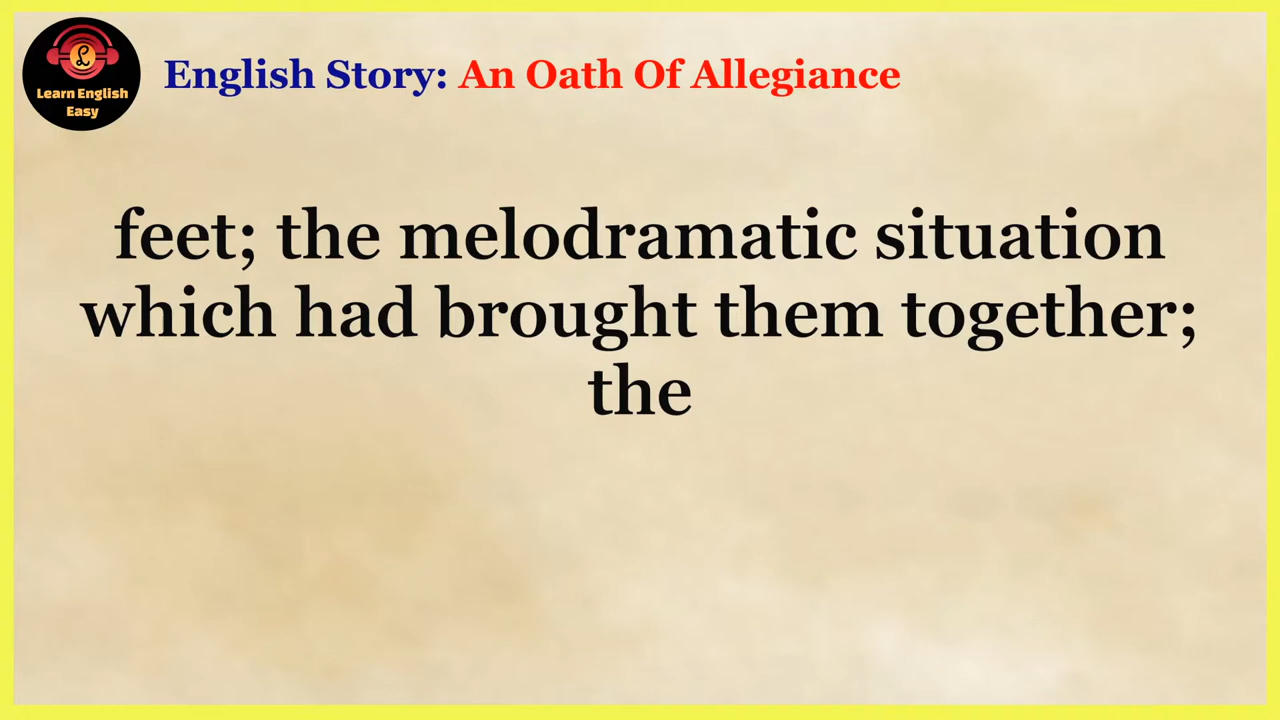 Learn English
Easy
English Story: An Oath Of Allegiance
feet; the melodramatic situation
which had brought them together;
the